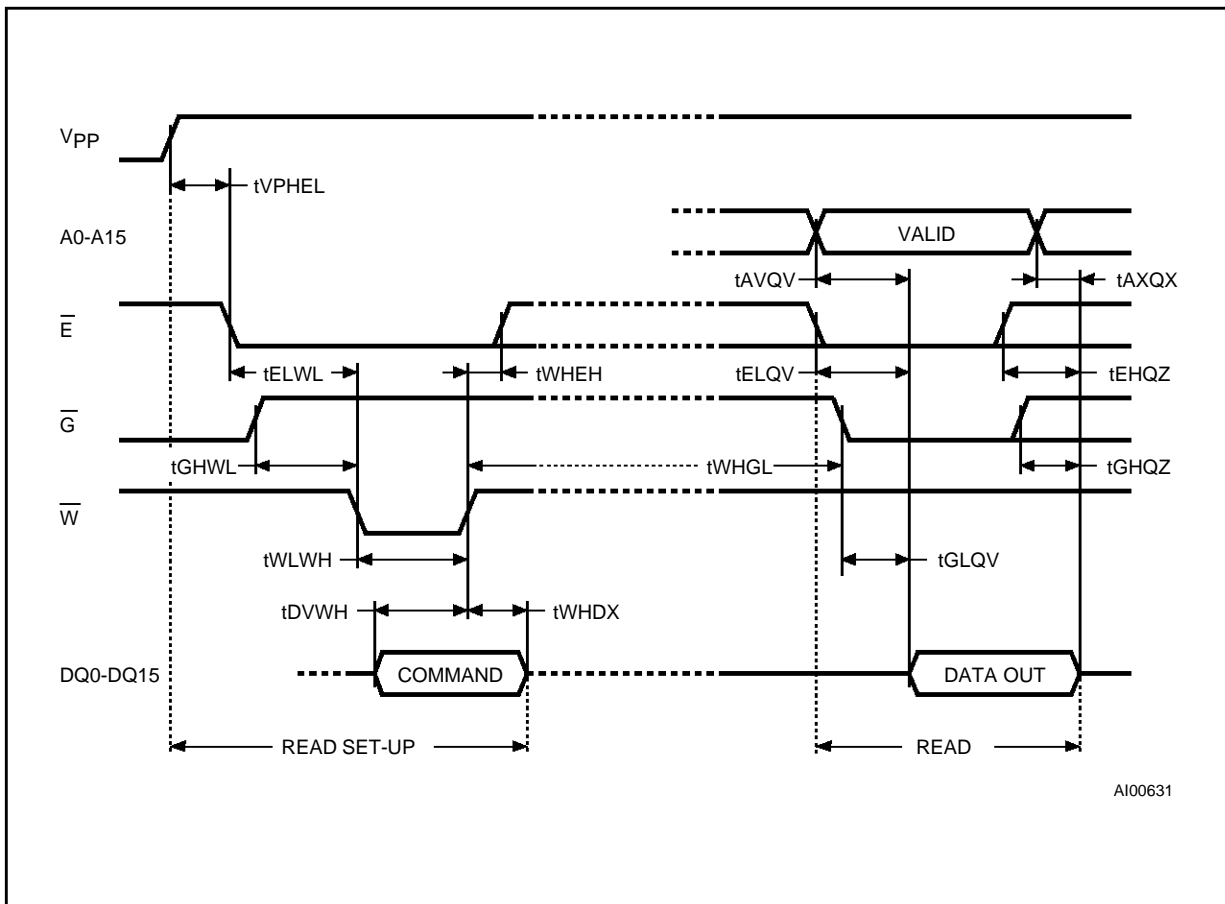 VPP
tVPHEL
A0-A15
VALID
tAVQV
tAXQX
E
tELWL
tWHEH
tELQV
tEHQZ
G
tGHWL
tWHGL
tGHQZ
W
tWLWH
tGLQV
tDVWH
tWHDX
DQ0-DQ15
COMMAND
DATA OUT
READ SET-UP
READ
AI00631